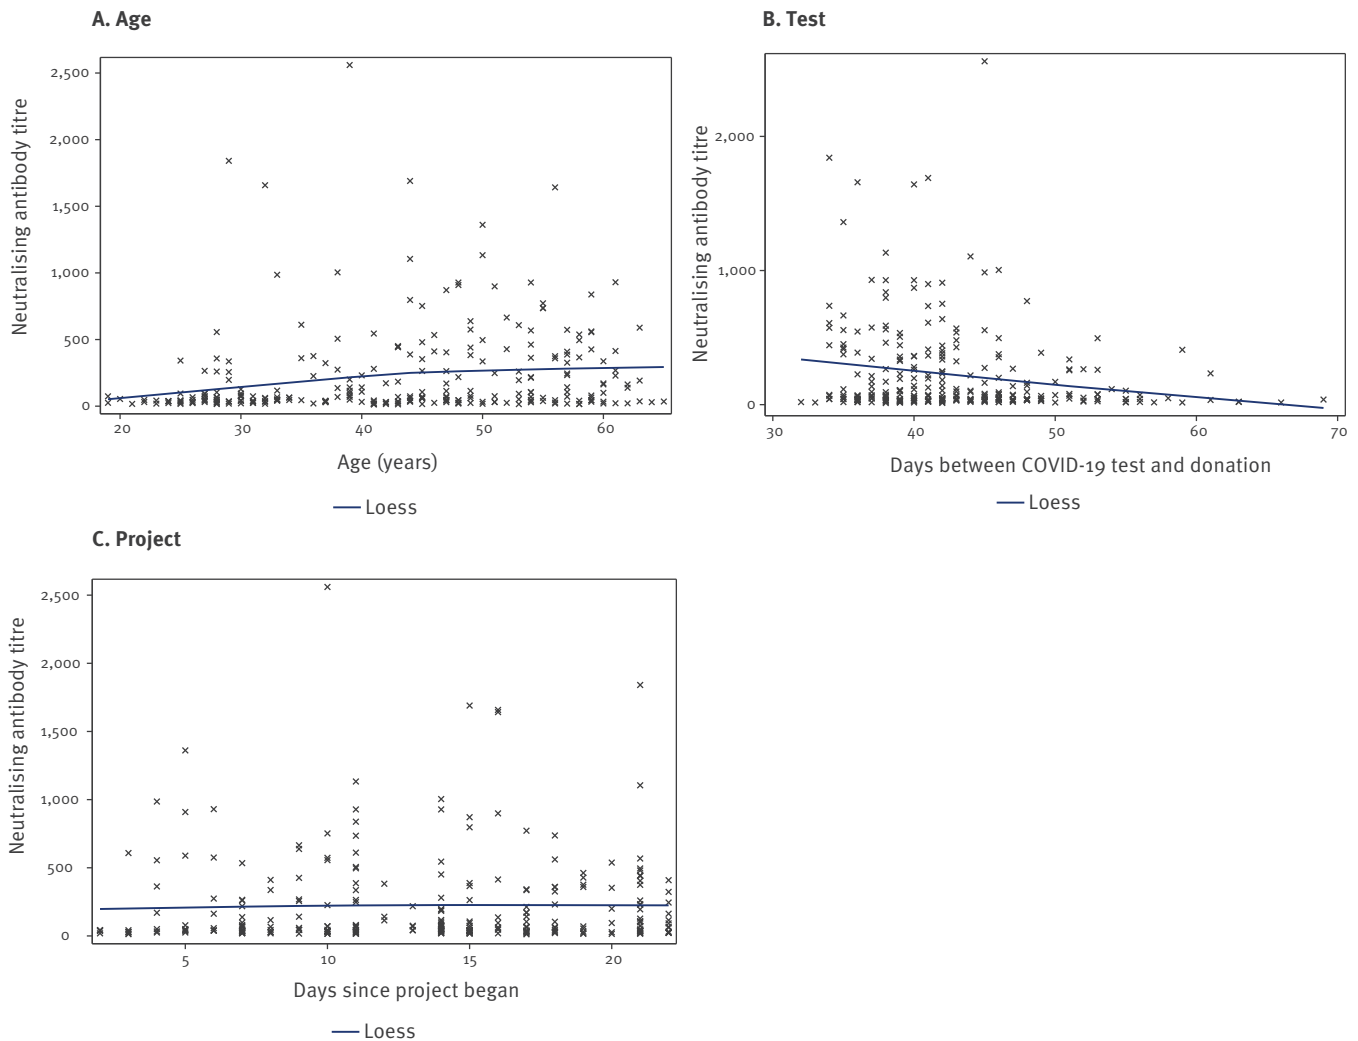 A. Age
Neutralising antibody titre
2,500
2,000
1,500
1,000
500
0
20 30 40 50 60
Age (years)
Loess
B. Test
Neutralising antibody titre
2,000
1,000
0
30 40 50 60 70
Days between COVID-19 test and donation
Loess
C. Project
Neutralising antibody titre
2,500
2,000
1,500
1,000
500
0
5 10 15 20
Days since project began
Loess